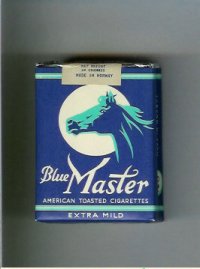 MADE IN NORWAY
Blue Master
AMERICAN TOASTED CIGARETTES
EXTRA MILD